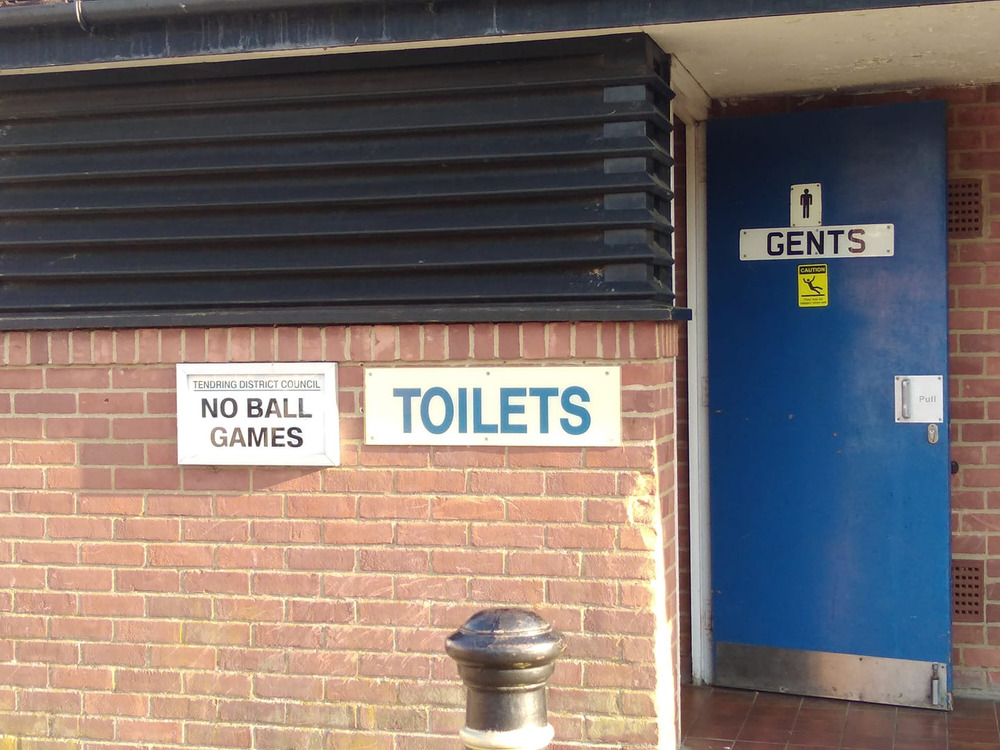 TENDRING DISTRICT COUNCIL
NO BALL
GAMES
TOILETS
GENTS
CAUTION
Pull